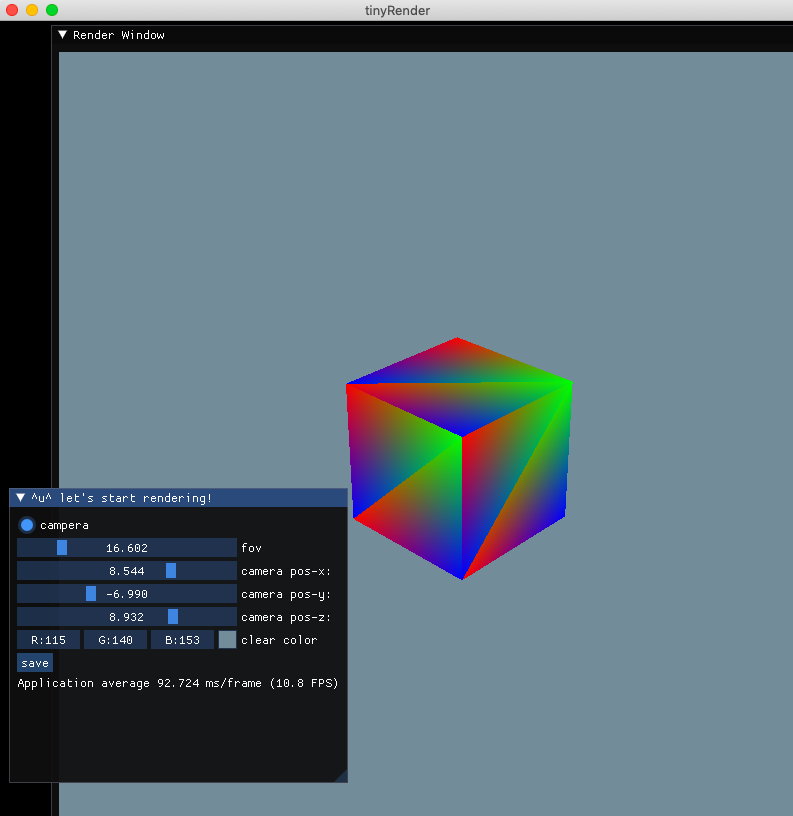 tinyRender
▼ Render Window
▼ ^u^ let's start rendering!
campera
16.602 fov
8.544 camera pos-x:
-6.990 camera pos-y:
8.932 camera pos-z:
R:115 G:140 B:153 clear color
save
Application average 92.724 ms/frame (10.8 FPS)